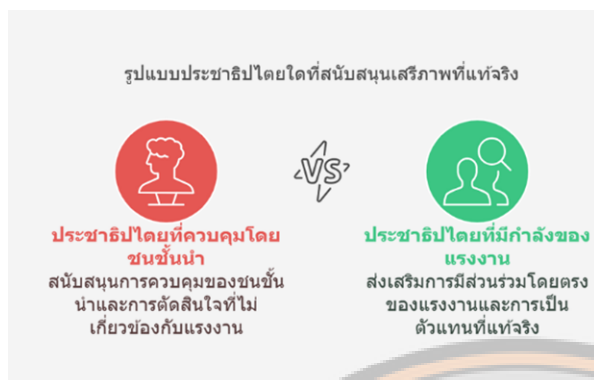 รูปแบบประชาธิปไตยใดที่สนับสนุนเสรีภาพที่แท้จริง
VS
ประชาธิปไตยที่ควบคุมโดย
ชนชั้นนำ
สนับสนุนการควบคุมของชนชั้น
นำและการตัดสินใจที่ไม่
เกี่ยวข้องกับแรงงาน
ประชาธิปไตยที่มีกำลังของ
แรงงาน
ส่งเสริมการมีส่วนร่วมโดยตรง
ของแรงงานและการเป็น
ตัวแทนที่แท้จริง